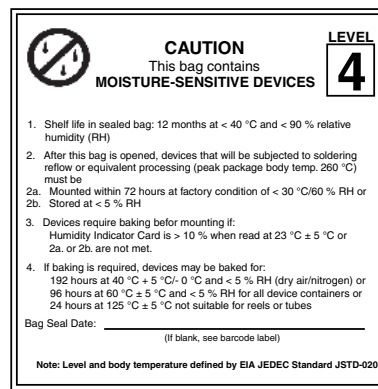 CAUTION
This bag contains
MOISTURE-SENSITIVE DEVICES
LEVEL
4
1. Shelf life in sealed bag: 12 months at < 40 °C and < 90 % relative
humidity (RH)
2. After this bag is opened, devices that will be subjected to soldering
reflow or equivalent processing (peak package body temp. 260 °C)
must be
2a. Mounted within 72 hours at factory condition of < 30 °C/60 % RH or
2b. Stored at < 5 % RH
3. Devices require baking befor mounting if:
Humidity Indicator Card is > 10 % when read at 23 °C ± 5 °C or
2a. or 2b. are not met.
4. If baking is required, devices may be baked for:
192 hours at 40 °C + 5 °C/- 0 °C and < 5 % RH (dry air/nitrogen) or
96 hours at 60 °C ± 5 °C and < 5 % RH for all device containers or
24 hours at 125 °C ± 5 °C not suitable for reels or tubes
Bag Seal Date:
(If blank, see barcode label)
Note: Level and body temperature defined by EIA JEDEC Standard JSTD-020